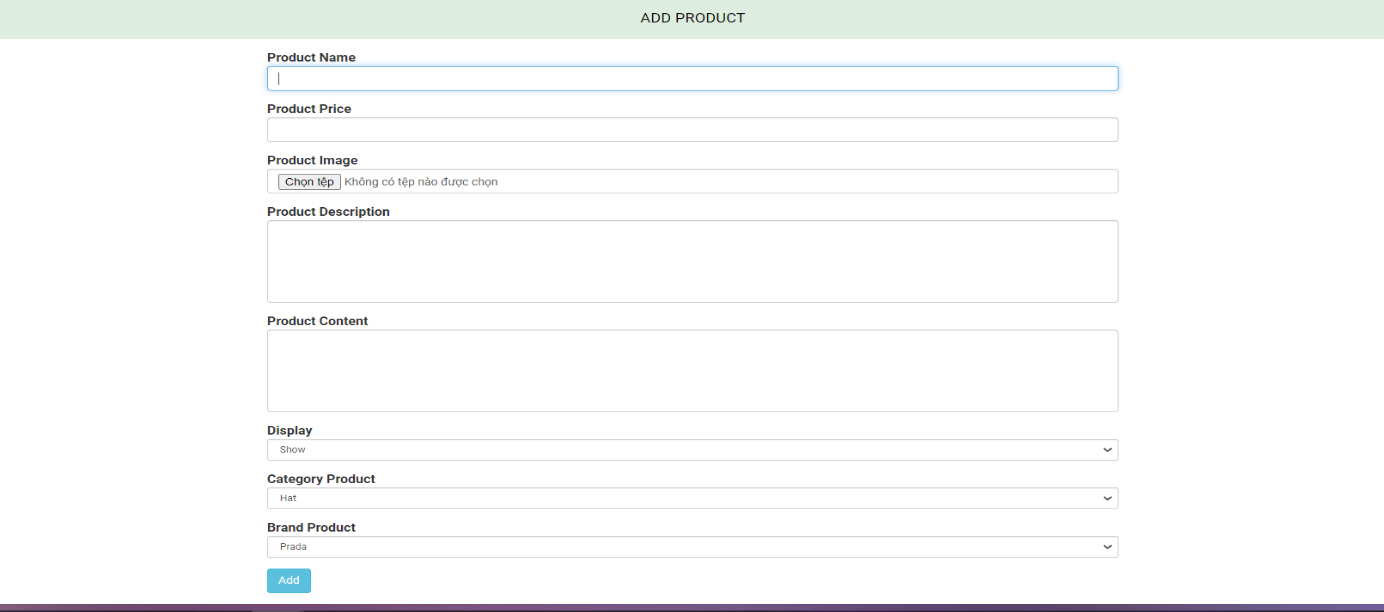 ADD PRODUCT
Product Name
Product Price
Product Image
Chọn tệp Không có tệp nào được chọn
Product Description
Product Content
Display
Show
Category Product
Hat
Brand Product
Prada
Add